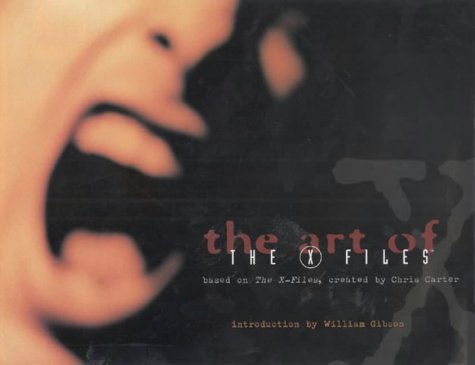 the art of
THE X FILES
based on The X-Files, created by Chris Carter
introduction by William Gibson
X